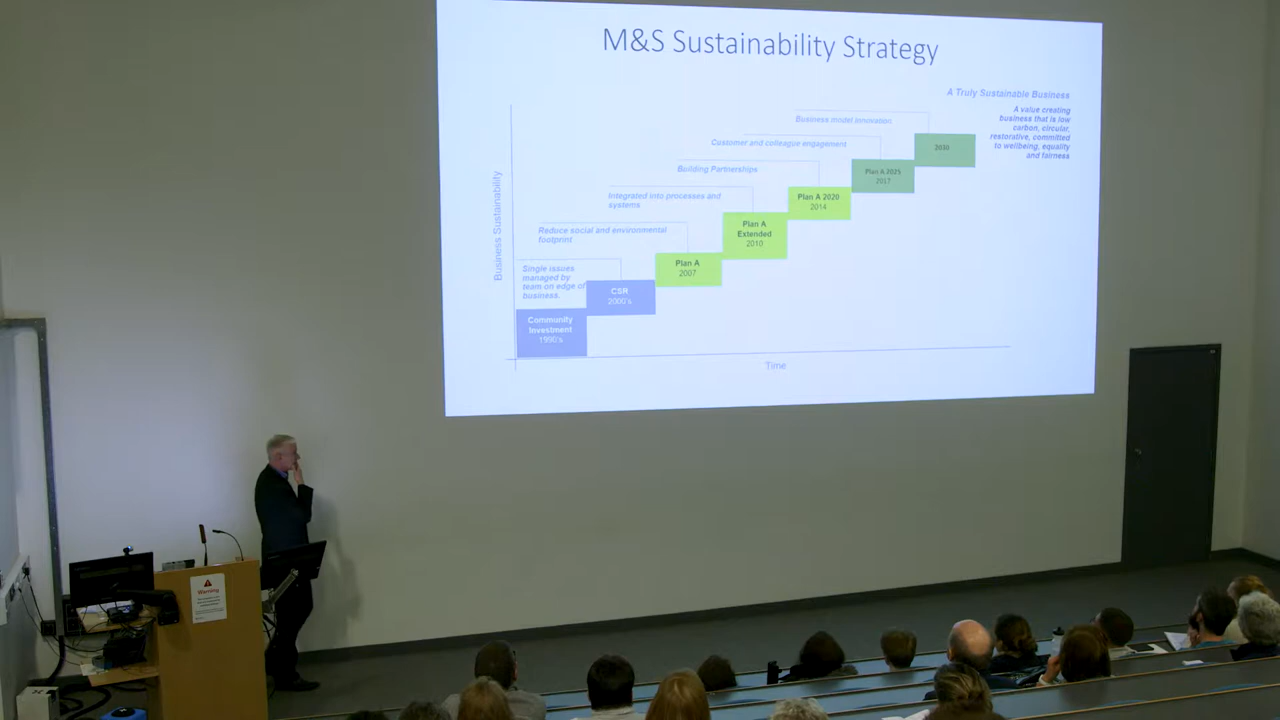 M&S Sustainability Strategy
A Truly Sustainable Business
A value creating
business that is low
carbon, circular,
restorative, committed
to wellbeing, equality
and fairness
Business model innovation
2030
Customer and colleague engagement
Plan A 2025
2017
Building Partnerships
Plan A 2020
2014
Integrated into processes and
systems
Plan A
Extended
2010
Reduce social and environmental
footprint
Plan A
2007
Single issues
managed by
team on edge of
business.
CSR
2000's
Community
Investment
1990's
Business Sustainability
Time
Warning